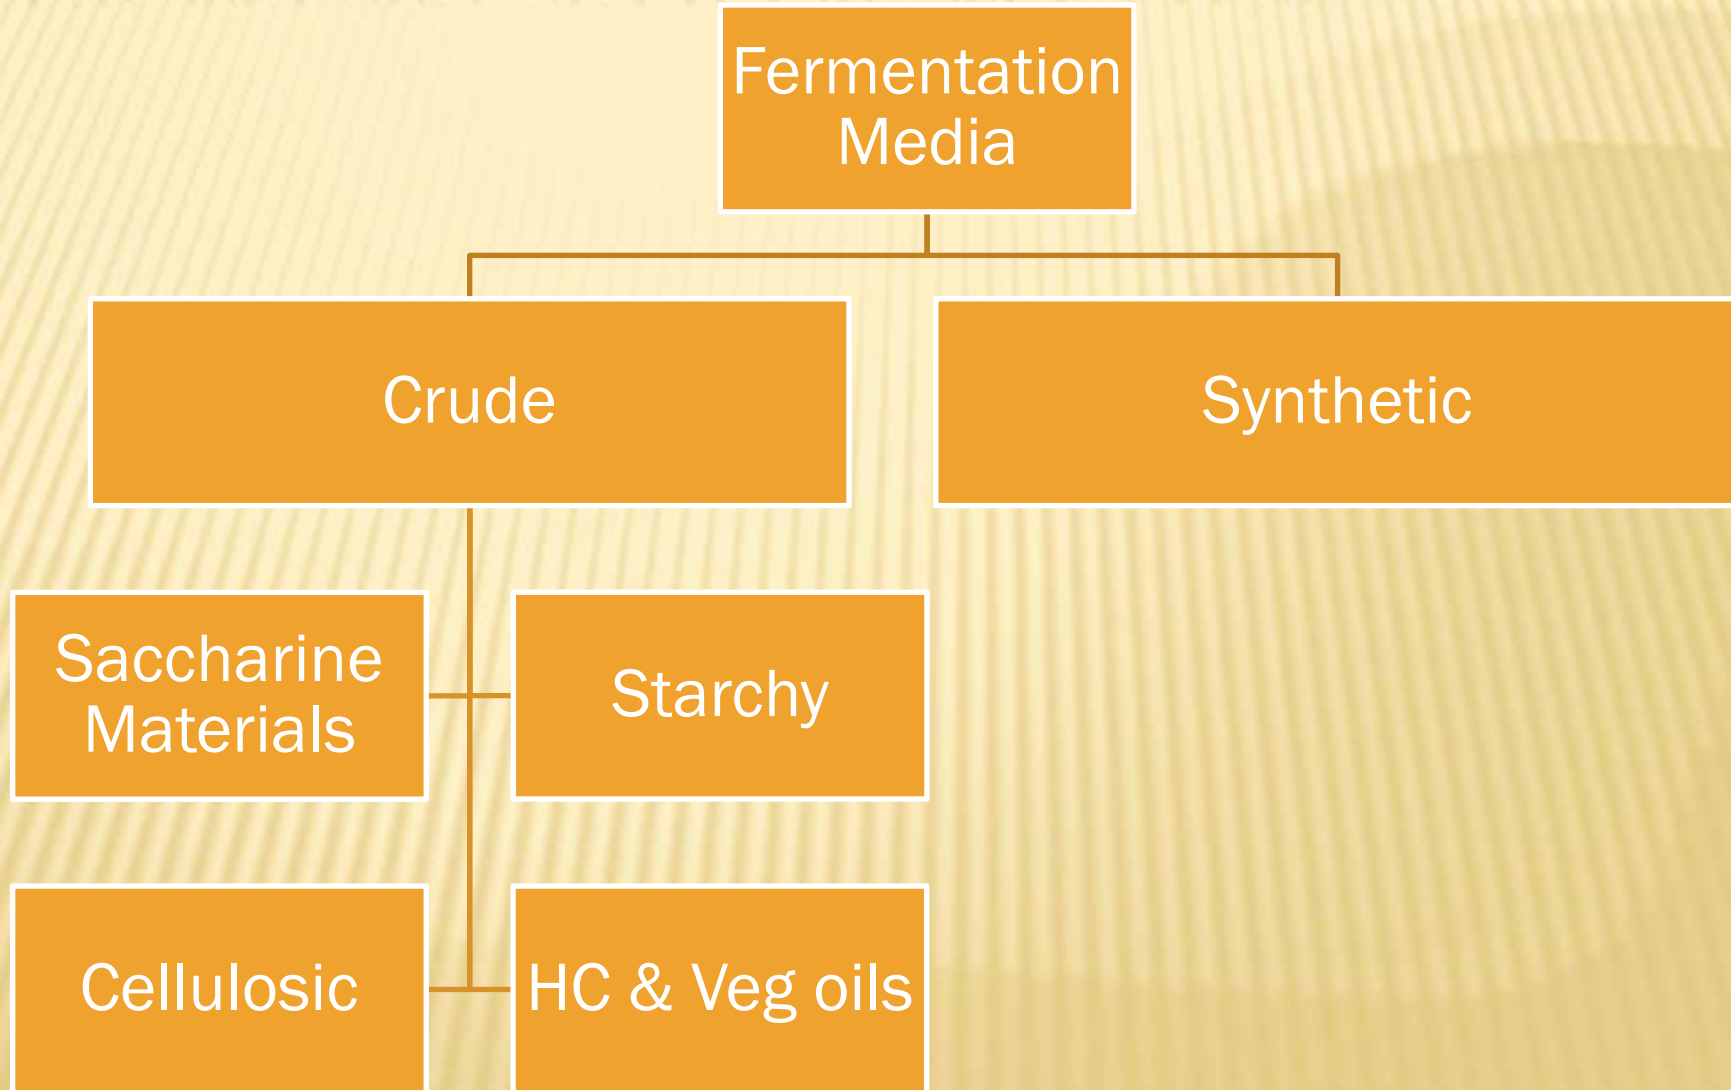 Fermentation
Media
Crude
Synthetic
Saccharine
Materials
Starchy
Cellulosic
HC & Veg oils